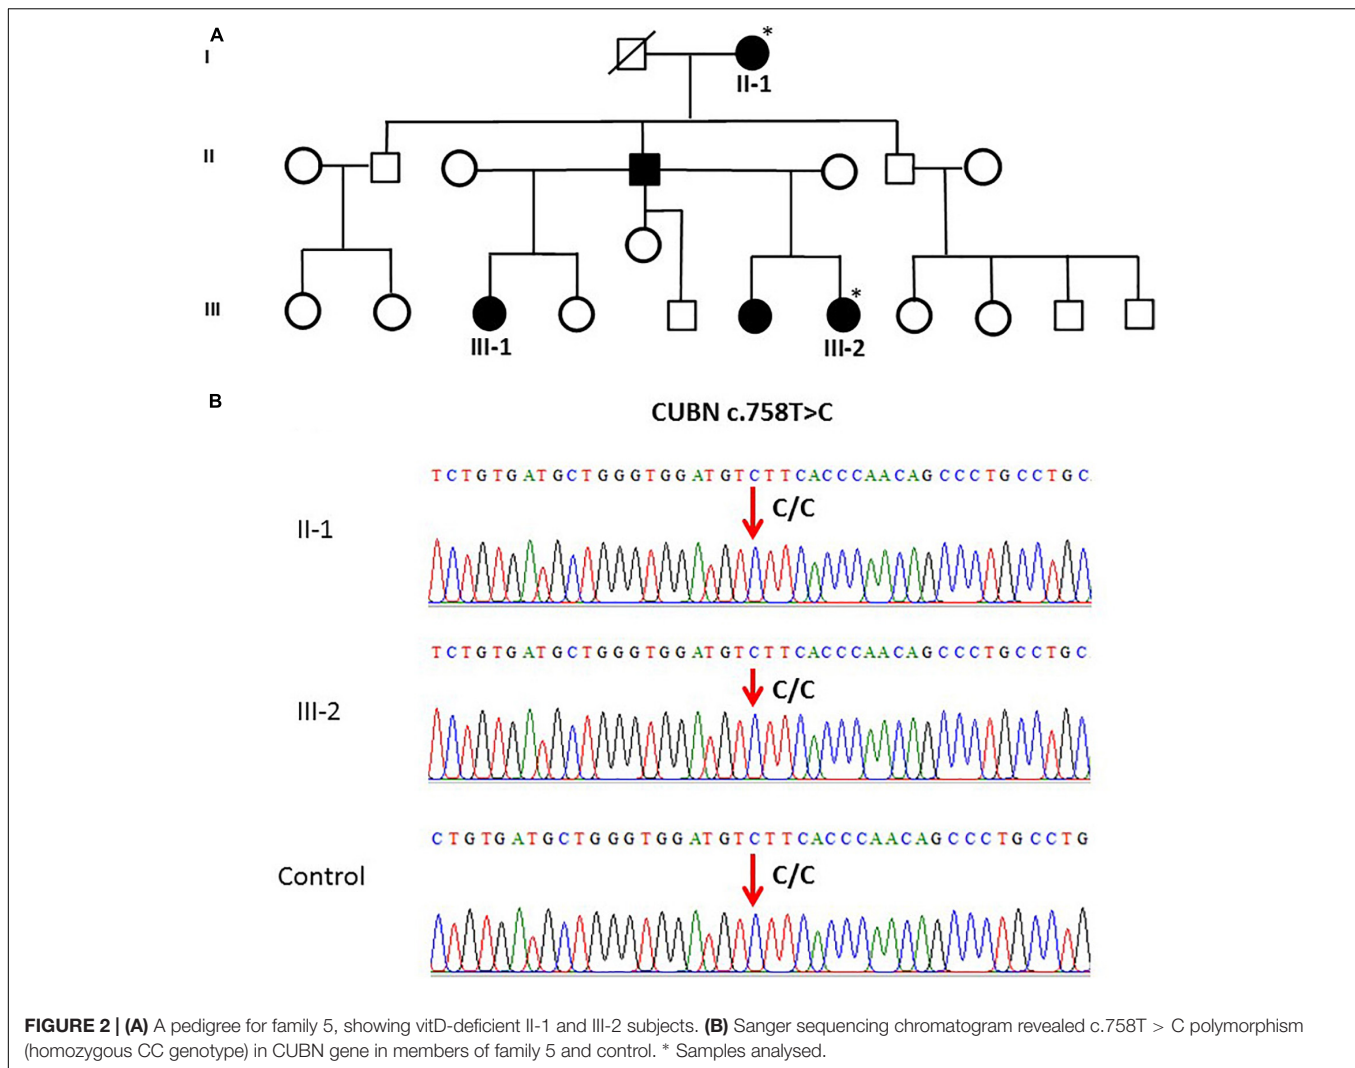 A
I
*
II-1
II
III
*
III-1
III-2
B
CUBN c.758T>C
TCTGTGATGCTGGGTGGATGTCTTCACCCAACAGCCCTGCCTGC
C/C
II-1
TCTGTGATGCTGGGTGGATGTCTTCACCCAACAGCCCTGCCTGC
C/C
III-2
CTGTGATGCTGGGTGGATGTCTTCACCCAACAGCCCTGCCTG
C/C
Control
FIGURE 2 | (A) A pedigree for family 5, showing vitD-deficient II-1 and III-2 subjects. (B) Sanger sequencing chromatogram revealed c.758T > C polymorphism
(homozygous CC genotype) in CUBN gene in members of family 5 and control. * Samples analysed.